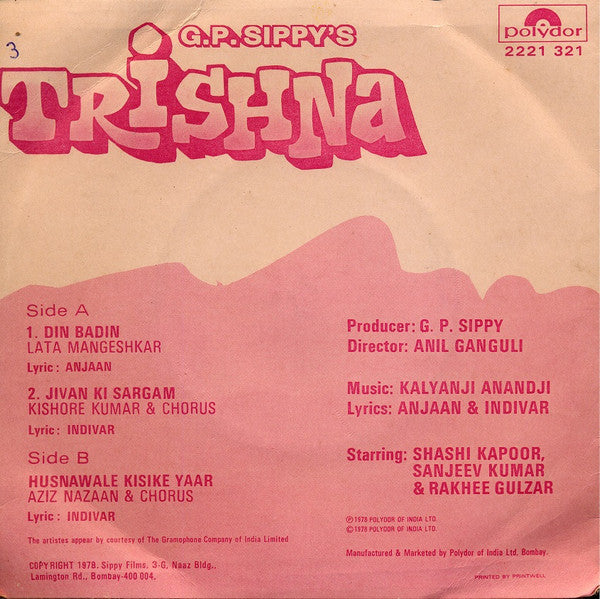 3
G.P. SIPPY'S
TRiSHNa
polydor
2221 321
Side A
1. DIN BADIN
LATA MANGESHKAR
Lyric: ANJAAN
2. JIVAN KI SARGAM
KISHORE KUMAR & CHORUS
Lyric: INDIVAR
Side B
HUSNAWALE KISIKE YAAR
AZIZ NAZAAN & CHORUS
Lyric: INDIVAR
The artistes appear by courtesy of The Gramophone Company of India Limited
COPYRIGHT 1978. Sippy Films, 3-G, Naaz Bldg.,
Lamington Rd., Bombay-400 004.
Producer: G. P. SIPPY
Director: ANIL GANGULI
Music: KALYANJI ANANDJI
Lyrics: ANJAAN & INDIVAR
Starring: SHASHI KAPOOR,
SANJEEV KUMAR
& RAKHEE GULZAR
℗ 1978 POLYDOR OF INDIA LTD.
© 1978 POLYDOR OF INDIA LTD.
Manufactured & Marketed by Polydor of India Ltd, Bombay.
PRINTED BY PRINTWELL